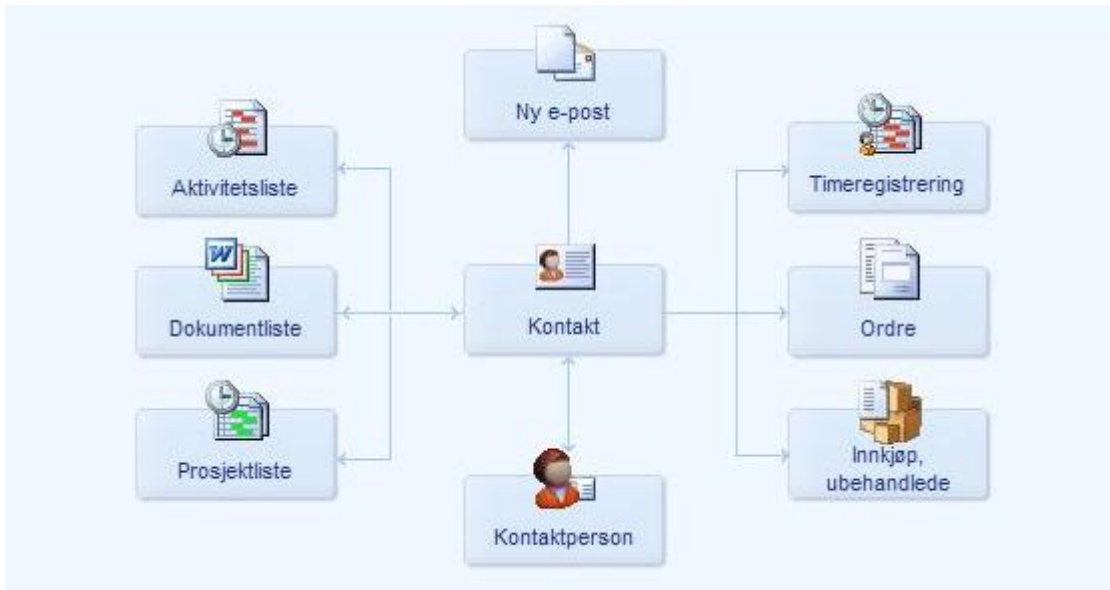 Ny e-post
Aktivitetsliste
Timeregistrering
Dokumentliste
Kontakt
Ordre
Prosjektliste
Innkjøp,
ubehandlede
Kontaktperson